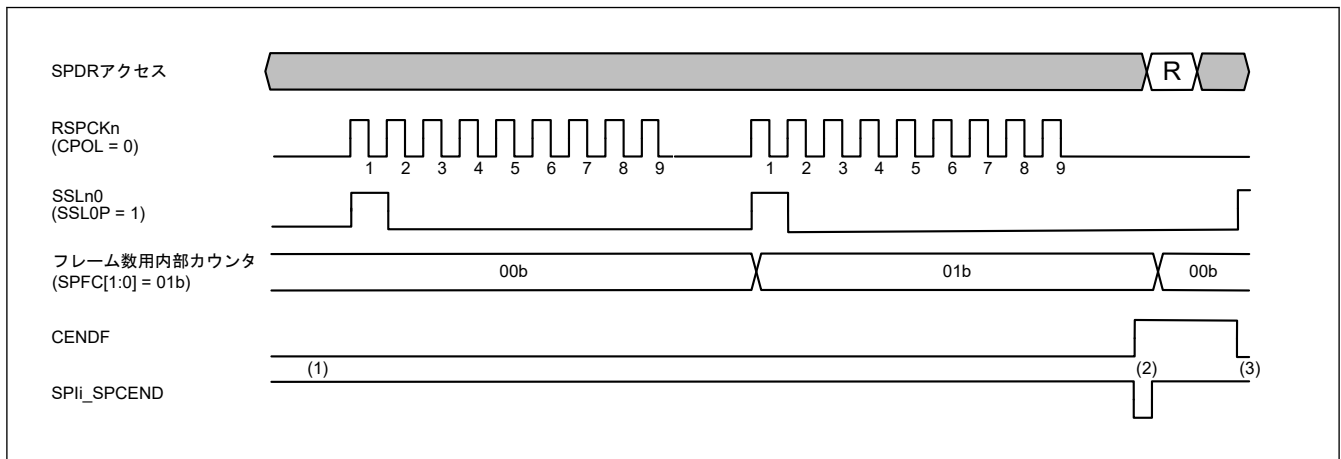 SPDRアクセス
R
RSPCKn
(CPOL = 0)
1 2 3 4 5 6 7 8 9 1 2 3 4 5 6 7 8 9
SSLn0
(SSL0P = 1)
フレーム数用内部カウンタ
(SPFC[1:0] = 01b)
00b 01b 00b
CENDF
(1) (2) (3)
SPIi_SPCEND